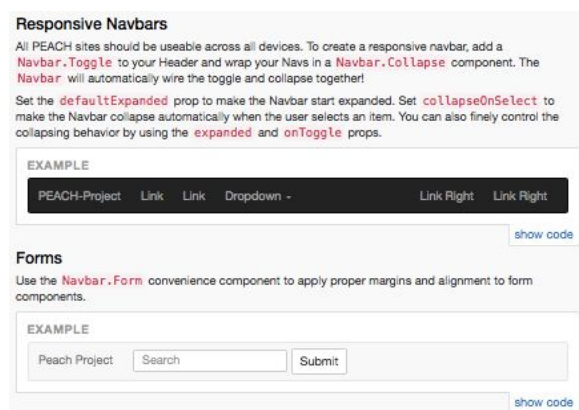 Responsive Navbars
All PEACH sites should be useable across all devices. To create a responsive navbar, add a
Navbar.Toggle to your Header and wrap your Navs in a Navbar.Collapse component. The
Navbar will automatically wire the toggle and collapse together!
Set the defaultExpanded prop to make the Navbar start expanded. Set collapseOnSelect to
make the Navbar collapse automatically when the user selects an item. You can also finely control the
collapsing behavior by using the expanded and onToggle props.
EXAMPLE
PEACH-Project Link Link Dropdown Link Right Link Right
show code
Forms
Use the Navbar.Form convenience component to apply proper margins and alignment to form
components.
EXAMPLE
Peach Project Search Submit
show code